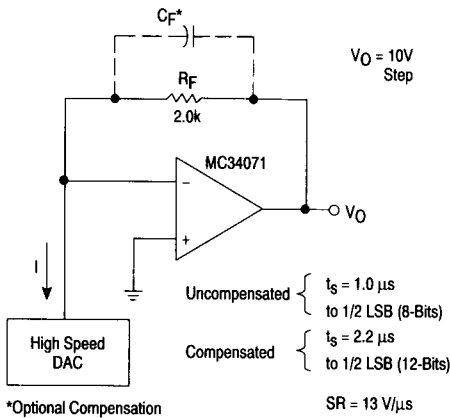 CF*
VO = 10V
Step
RF
2.0k
MC34071
−
+
VO
I
High Speed
DAC
Uncompensated
tS = 1.0 µs
to 1/2 LSB (8-Bits)
Compensated
tS = 2.2 µs
to 1/2 LSB (12-Bits)
*Optional Compensation
SR = 13 V/µs